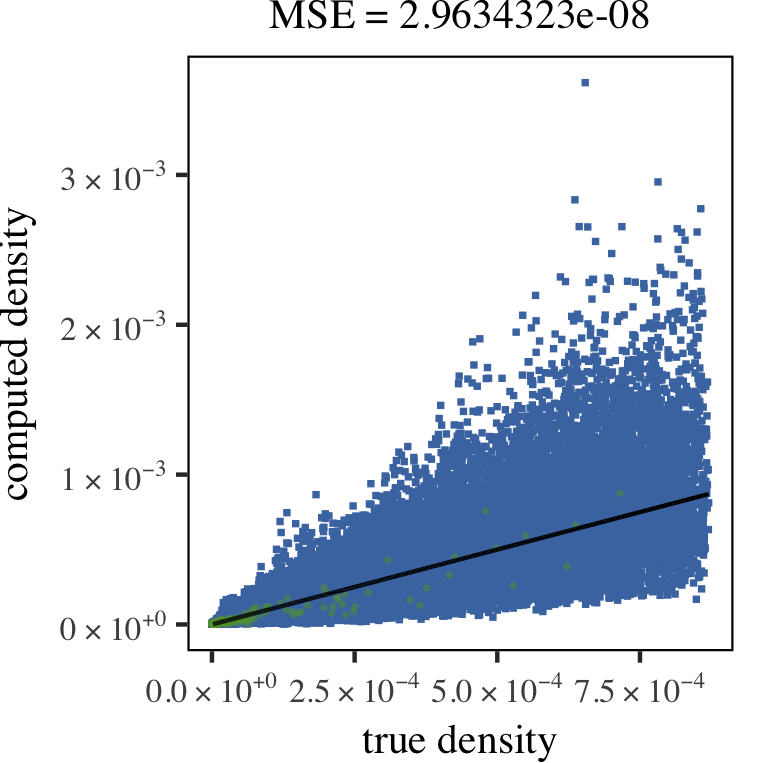 MSE = 2.9634323e-08
computed density
3 × 10⁻³
2 × 10⁻³
1 × 10⁻³
0 × 10⁺⁰
0.0 × 10⁺⁰ 2.5 × 10⁻⁴ 5.0 × 10⁻⁴ 7.5 × 10⁻⁴
true density